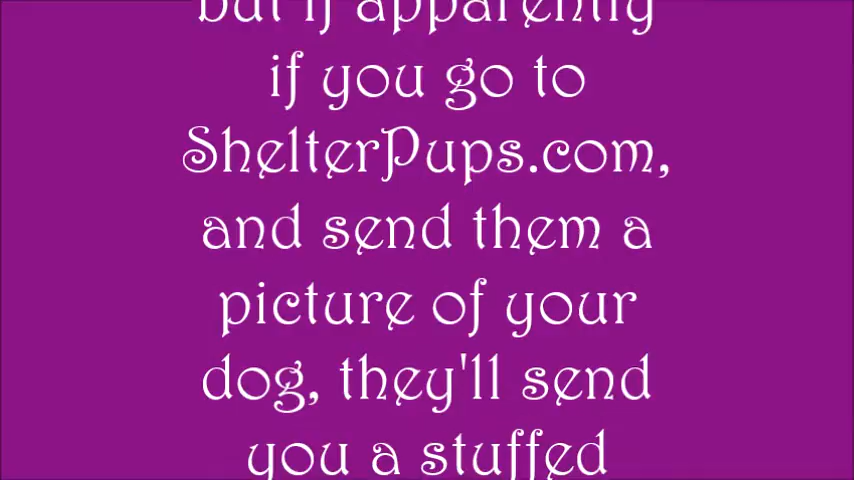 but if apparently
if you go to
ShelterPups.com,
and send them a
picture of your
dog, they'll send
you a stuffed